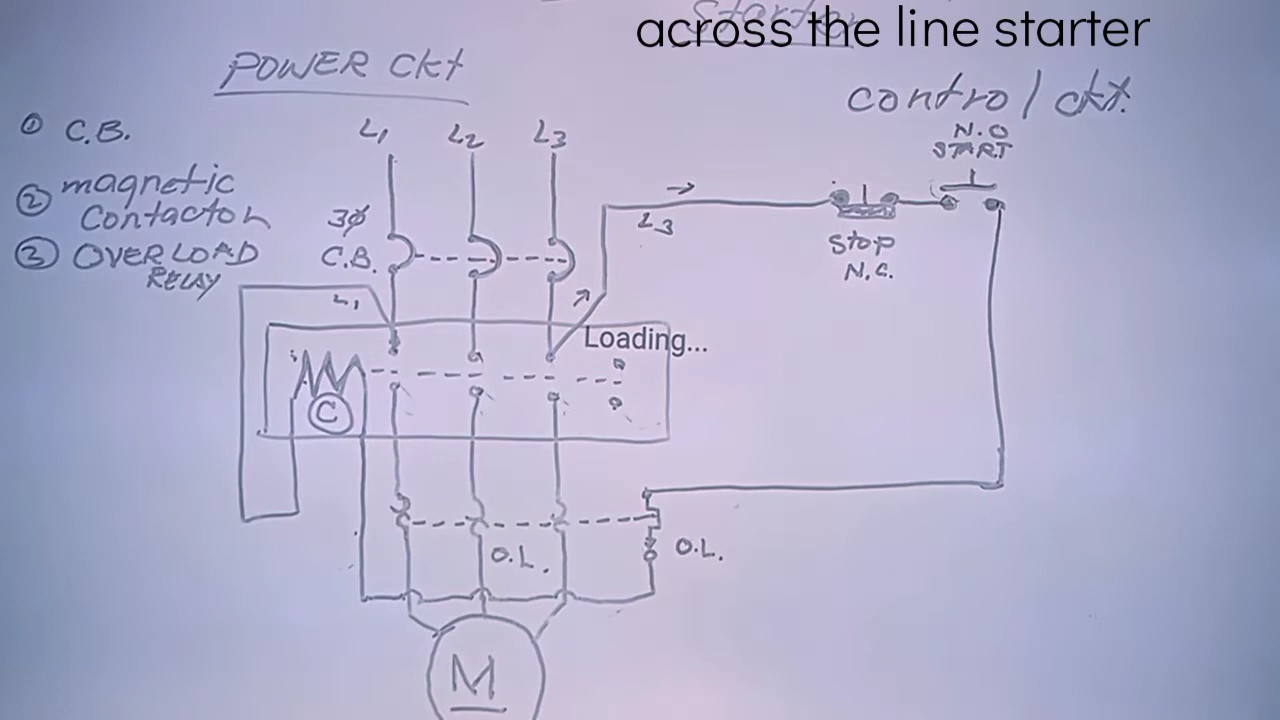 Starter
across the line starter
POWER CKt
control ckt.
① C.B.
② magnetic
Contactor
③ OVERLOAD
RELAY
L1
L2
L3
N.O
START
3Ø
C.B.
L3
Stop
N.C.
L1
Loading...
C
O.L.
O.L.
M